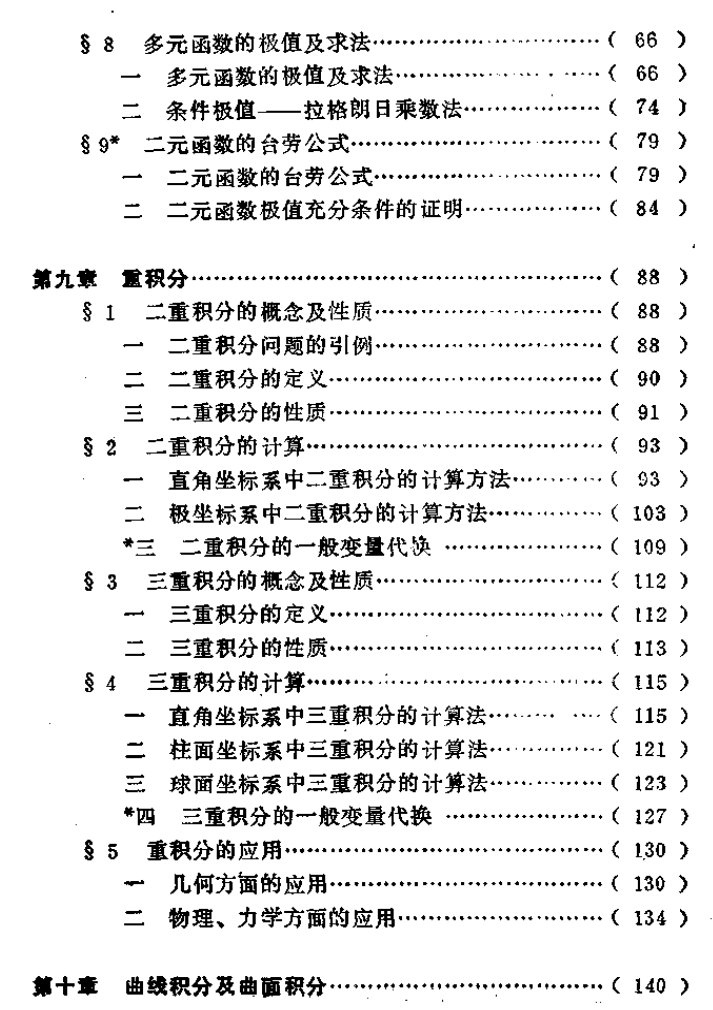 § 8 多元函数的极值及求法……………………………( 66 )
一 多元函数的极值及求法……………………………( 66 )
二 条件极值——拉格朗日乘数法………………( 74 )
§ 9* 二元函数的台劳公式……………………………( 79 )
一 二元函数的台劳公式……………………………( 79 )
二 二元函数极值充分条件的证明………………( 84 )
第九章 重积分………………………………………………( 88 )
§ 1 二重积分的概念及性质……………………………( 88 )
一 二重积分问题的引例……………………………( 88 )
二 二重积分的定义…………………………………( 90 )
三 二重积分的性质…………………………………( 91 )
§ 2 二重积分的计算……………………………………( 93 )
一 直角坐标系中二重积分的计算方法…………( 93 )
二 极坐标系中二重积分的计算方法……………( 103 )
*三 二重积分的一般变量代换 …………………( 109 )
§ 3 三重积分的概念及性质……………………………( 112 )
一 三重积分的定义…………………………………( 112 )
二 三重积分的性质…………………………………( 113 )
§ 4 三重积分的计算……………………………………( 115 )
一 直角坐标系中三重积分的计算法……………( 115 )
二 柱面坐标系中三重积分的计算法……………( 121 )
三 球面坐标系中三重积分的计算法……………( 123 )
*四 三重积分的一般变量代换 …………………( 127 )
§ 5 重积分的应用………………………………………( 130 )
一 几何方面的应用…………………………………( 130 )
二 物理、力学方面的应用………………………( 134 )
第十章 曲线积分及曲面积分………………………………( 140 )